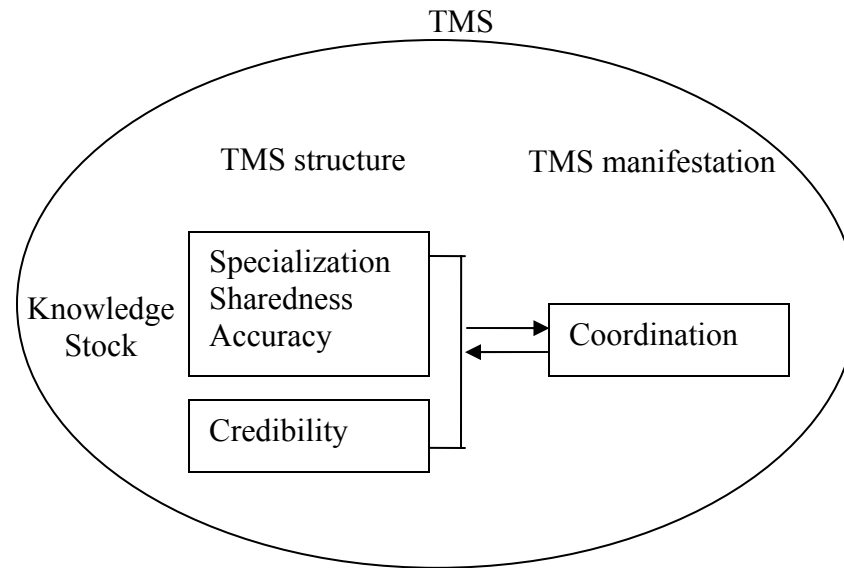 TMS
TMS structure
TMS manifestation
Knowledge
Stock
Specialization
Sharedness
Accuracy
Credibility
Coordination